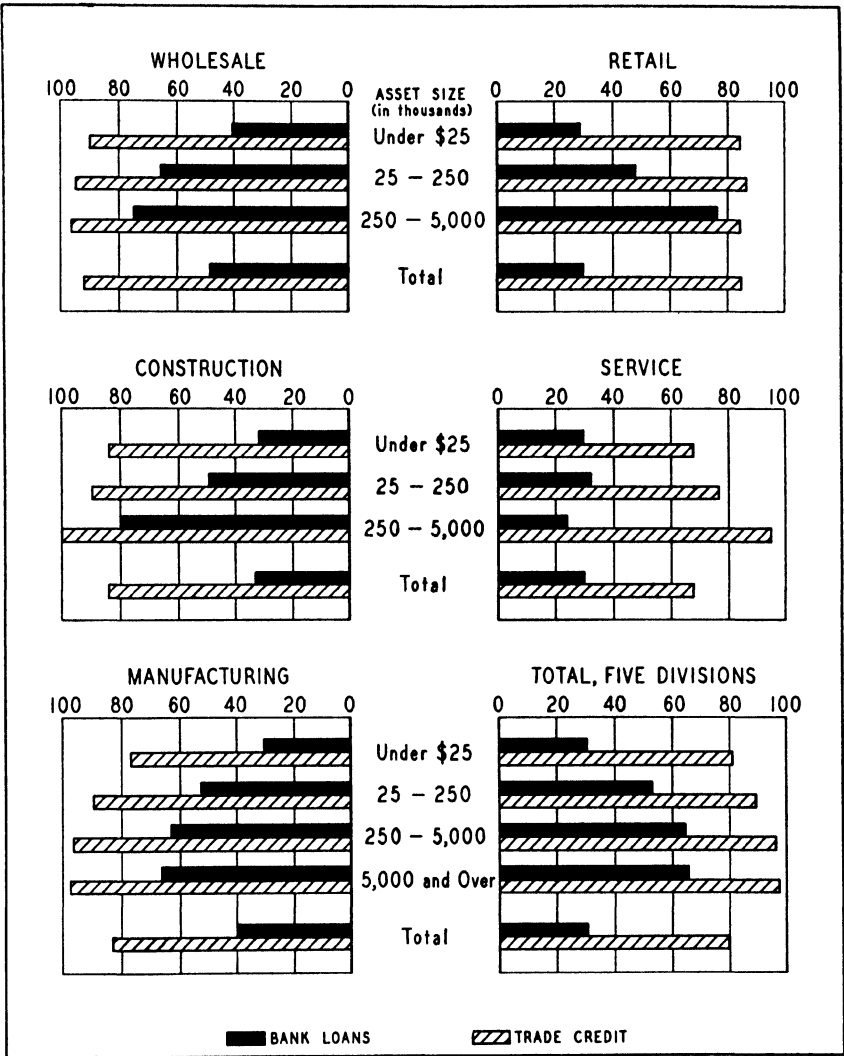 WHOLESALE RETAIL
100 80 60 40 20 0 ASSET SIZE 0 20 40 60 80 100
(in thousands)
Under $25
25 – 250
250 – 5,000
Total
CONSTRUCTION SERVICE
100 80 60 40 20 0 0 20 40 60 80 100
Under $25
25 – 250
250 – 5,000
Total
MANUFACTURING TOTAL, FIVE DIVISIONS
100 80 60 40 20 0 0 20 40 60 80 100
Under $25
25 – 250
250 – 5,000
5,000 and Over
Total
BANK LOANS TRADE CREDIT